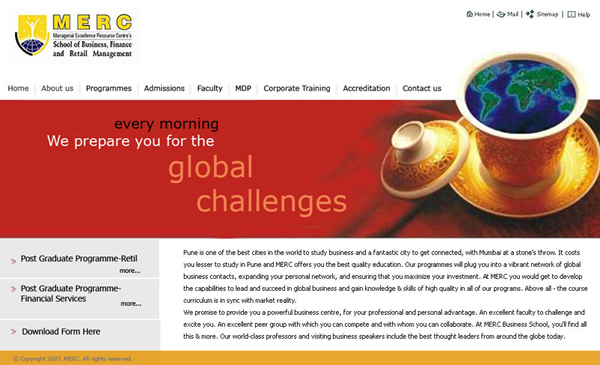 Home | Mail | Sitemap | Help
MERC
Managerial Excellence Resource Centre's
School of Business, Finance
and Retail Management
Home | About us | Programmes | Admissions | Faculty | MDP | Corporate Training | Accreditation | Contact us
every morning
We prepare you for the
global
challenges
Post Graduate Programme-Retil
more...
Post Graduate Programme-
Financial Services
more...
Download Form Here
Pune is one of the best cities in the world to study business and a fantastic city to get connected, with Mumbai at a stone's throw. It costs
you lesser to study in Pune and MERC offers you the best quality education. Our programmes will plug you into a vibrant network of global
business contacts, expanding your personal network, and ensuring that you maximize your investment. At MERC you would get to develop
the capabilities to lead and succeed in global business and gain knowledge & skills of high quality in all of our programs. Above all - the course
curriculum is in sync with market reality.
We promise to provide you a powerful business centre, for your professional and personal advantage. An excellent faculty to challenge and
excite you. An excellent peer group with which you can compete and with whom you can collaborate. At MERC Business School, you'll find all
this & more. Our world-class professors and visiting business speakers include the best thought leaders from around the globe today.
Copyright © 2007, MERC. All rights reserved.